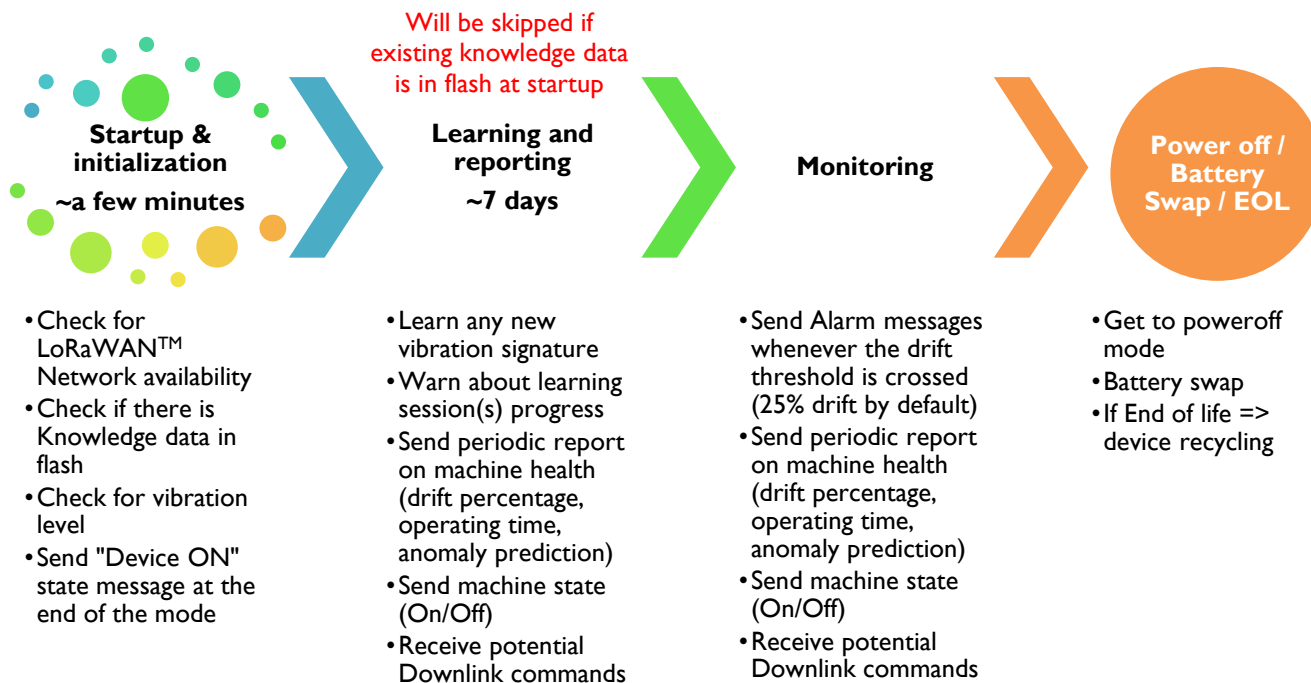 Will be skipped if
existing knowledge data
is in flash at startup
Startup &
initialization
~a few minutes
Learning and
reporting
~7 days
Monitoring
Power off /
Battery
Swap / EOL
•Check for
LoRaWAN™
Network availability
•Check if there is
Knowledge data in
flash
•Check for vibration
level
•Send "Device ON"
state message at the
end of the mode
•Learn any new
vibration signature
•Warn about learning
session(s) progress
•Send periodic report
on machine health
(drift percentage,
operating time,
anomaly prediction)
•Send machine state
(On/Off)
•Receive potential
Downlink commands
•Send Alarm messages
whenever the drift
threshold is crossed
(25% drift by default)
•Send periodic report
on machine health
(drift percentage,
operating time,
anomaly prediction)
•Send machine state
(On/Off)
•Receive potential
Downlink commands
•Get to poweroff
mode
•Battery swap
•If End of life =>
device recycling